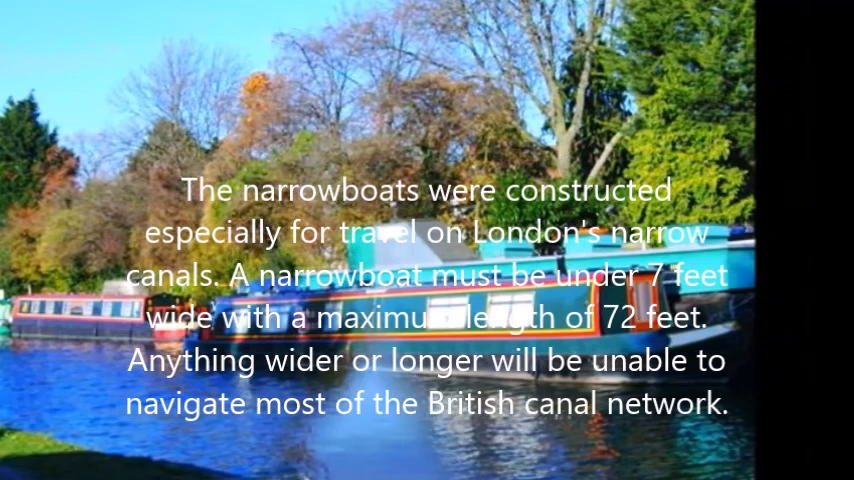 The narrowboats were constructed
especially for travel on London's narrow
canals. A narrowboat must be under 7 feet
wide with a maximum length of 72 feet.
Anything wider or longer will be unable to
navigate most of the British canal network.